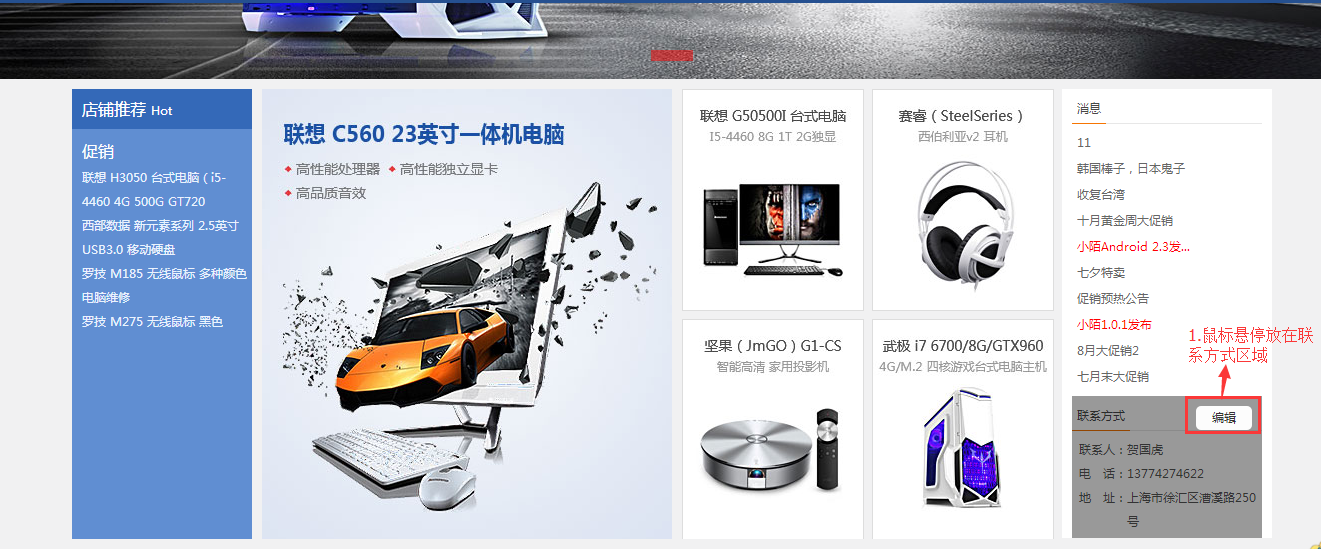 店铺推荐 Hot
促销
联想 H3050 台式电脑（i5-
4460 4G 500G GT720
西部数据 新元素系列 2.5英寸
USB3.0 移动硬盘
罗技 M185 无线鼠标 多种颜色
电脑维修
罗技 M275 无线鼠标 黑色
联想 C560 23英寸一体机电脑
高性能处理器 高性能独立显卡
高品质音效
联想 G5050OI 台式电脑
I5-4460 8G 1T 2G独显
赛睿（SteelSeries）
西伯利亚v2 耳机
坚果（JmGO）G1-CS
智能高清 家用投影机
武极 i7 6700/8G/GTX960
4G/M.2 四核游戏台式电脑主机
消息
11
韩国棒子，日本鬼子
收复台湾
十月黄金周大促销
小陌Android 2.3发...
七夕特卖
促销预热公告
小陌1.0.1发布
8月大促销2
七月末大促销
1.鼠标悬停放在联
系方式区域
联系方式
编辑
联系人：贺国虎
电 话：13774274622
地 址：上海市徐汇区漕溪路250
号